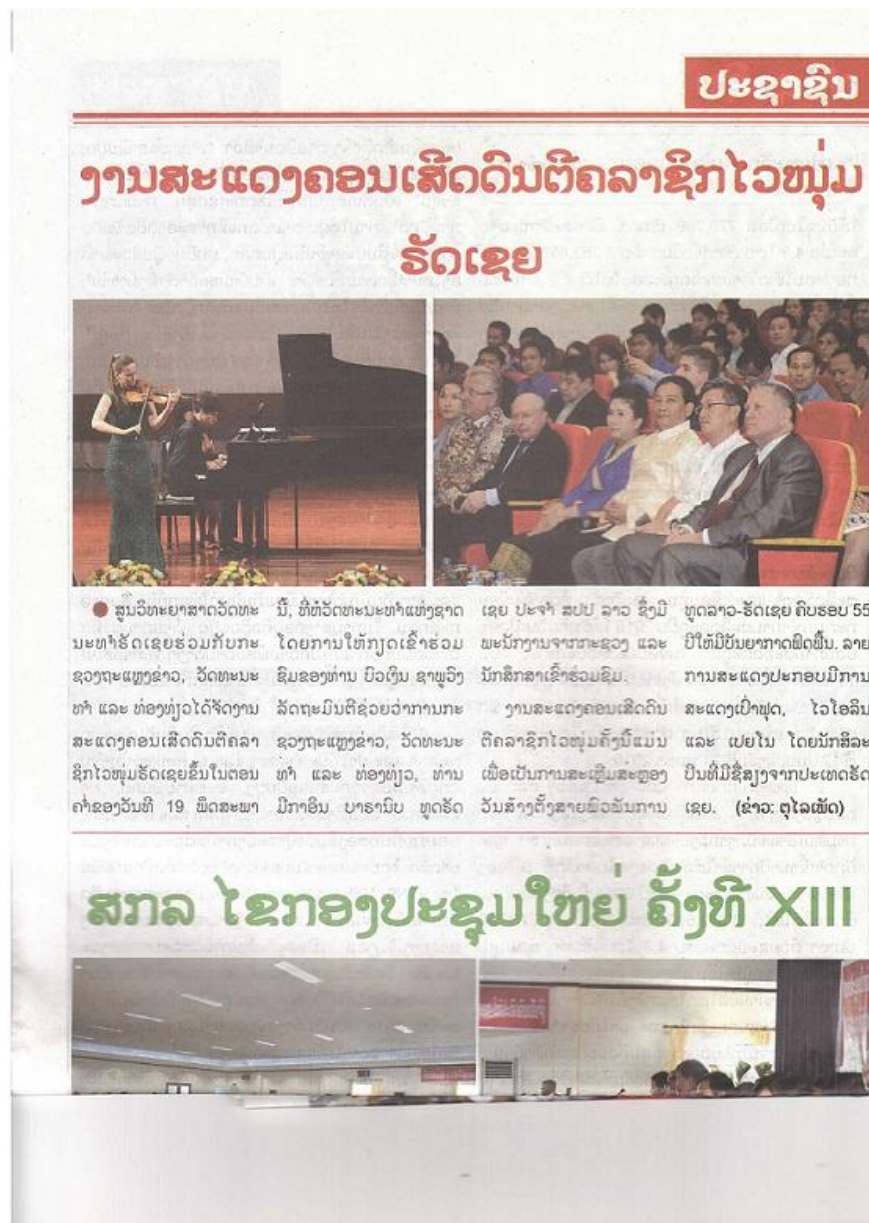 ປະຊາຊົນ
ງານສະແດງຄອນເສີດດົນຕີຄລາຊິກໄວໜຸ່ມ
ຣັດເຊຍ
● ສູນວິທະຍາສາດວັດທະ
ນະທຳຣັດເຊຍຮ່ວມກັບກະ
ຊວງຖະແຫຼງຂ່າວ, ວັດທະນະ
ທຳ ແລະ ທ່ອງທ່ຽວໄດ້ຈັດງານ
ສະແດງຄອນເສີດດົນຕີຄລາ
ຊິກໄວໜຸ່ມຣັດເຊຍຂຶ້ນໃນຕອນ
ຄ່ຳຂອງວັນທີ 19 ພຶດສະພາ
ນີ້, ທີ່ຫໍວັດທະນະທຳແຫ່ງຊາດ
ໂດຍການໃຫ້ກຽດເຂົ້າຮ່ວມ
ຊົມຂອງທ່ານ ບົວເງິນ ຊາພູວົງ
ລັດຖະມົນຕີຊ່ວຍວ່າການກະ
ຊວງຖະແຫຼງຂ່າວ, ວັດທະນະ
ທຳ ແລະ ທ່ອງທ່ຽວ, ທ່ານ
ມີກາອິນ ບາຣານົບ ທູດຣັດ
ເຊຍ ປະຈຳ ສປປ ລາວ ຊຶ່ງມີ
ພະນັກງານຈາກກະຊວງ ແລະ
ນັກສຶກສາເຂົ້າຮ່ວມຊົມ.
ງານສະແດງຄອນເສີດດົນ
ຕີຄລາຊິກໄວໜຸ່ມຄັ້ງນີ້ແມ່ນ
ເພື່ອເປັນການສະເຫຼີມສະຫຼອງ
ວັນສ້າງຕັ້ງສາຍພົວພັນການ
ທູດລາວ-ຣັດເຊຍ ຄົບຮອບ 55
ປີໃຫ້ມີບັນຍາກາດຟົດຟື້ນ. ລາຍ
ການສະແດງປະກອບມີການ
ສະແດງເປົ່າຟຸດ, ໄວໂອລິນ
ແລະ ເປຍໂນ ໂດຍນັກສິລະ
ປິນທີ່ມີຊື່ສຽງຈາກປະເທດຣັດ
ເຊຍ. (ຂ່າວ: ຕຸໄລເພັດ)
ສກລ ໄຂກອງປະຊຸມໃຫຍ່ ຄັ້ງທີ XIII